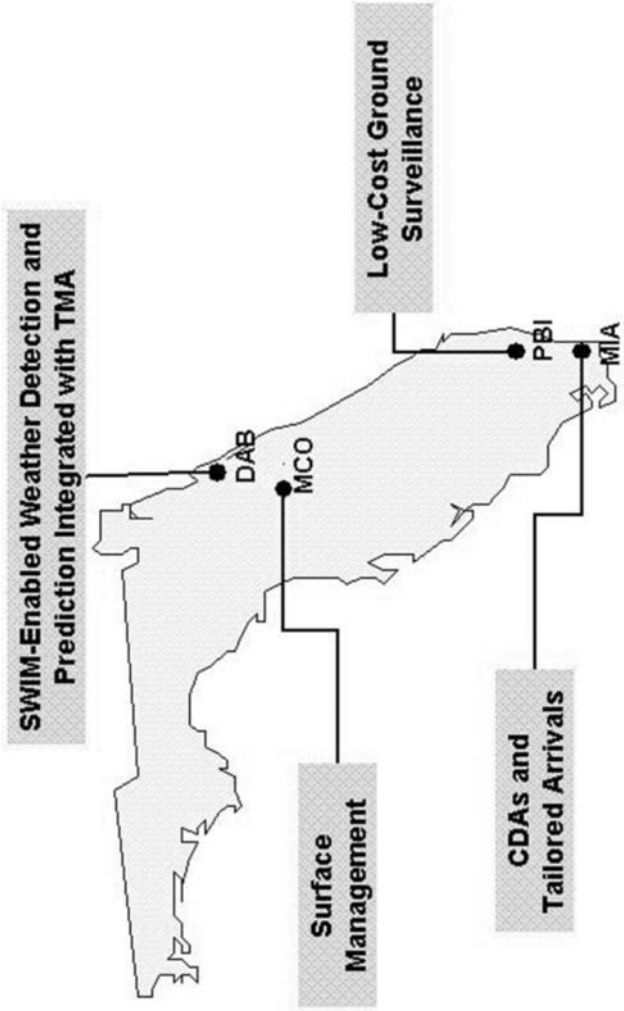 SWIM-Enabled Weather Detection and
Prediction Integrated with TMA
DAB
MCO
Low-Cost Ground
Surveillance
PBI
MIA
Surface
Management
CDAs and
Tailored Arrivals